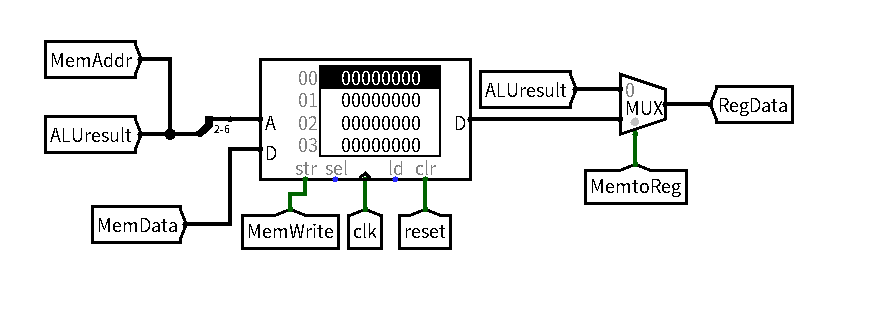 MemAddr
ALUresult
2-6
MemData
A
D
00 00000000
01 00000000
02 00000000
03 00000000
D
str sel ld clr
MemWrite
clk
reset
ALUresult
0
MUX
RegData
MemtoReg